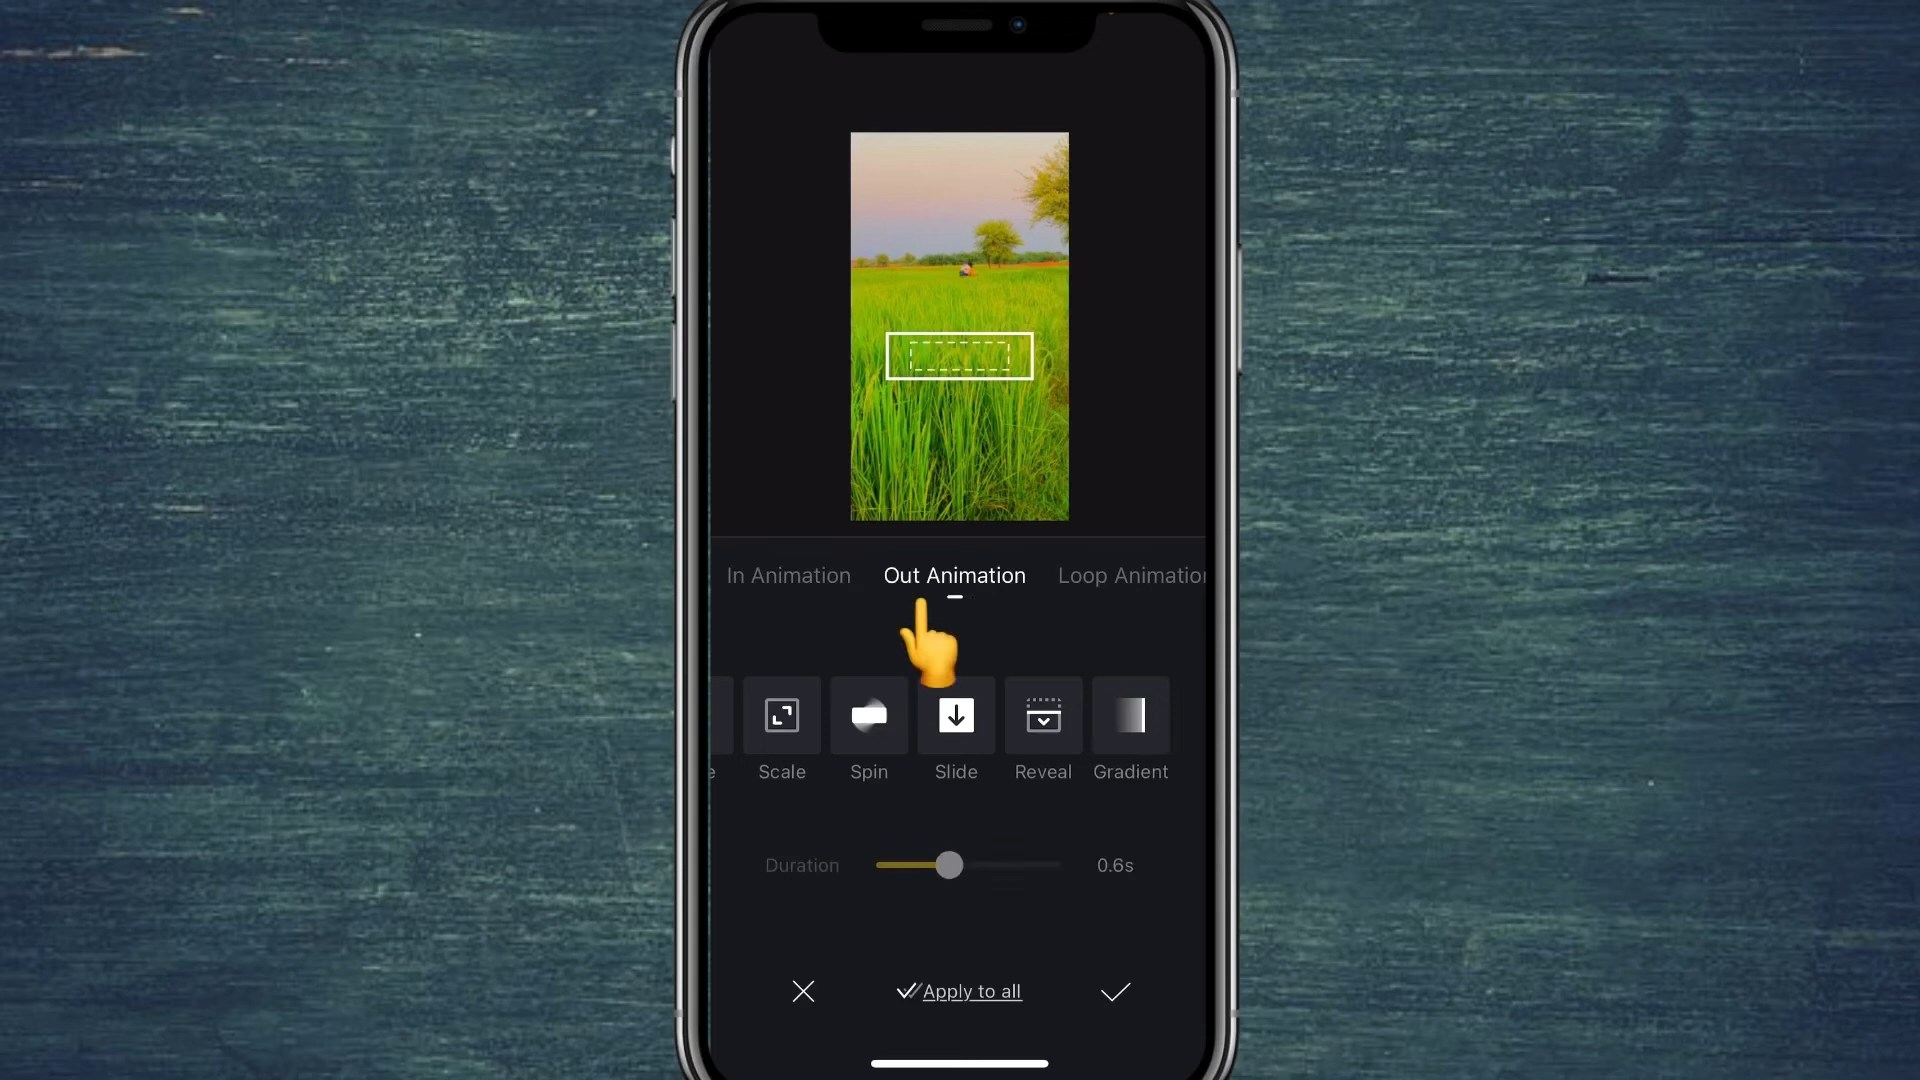 In Animation Out Animation Loop Animatio
Scale Spin Slide Reveal Gradient
Duration 0.6s
Apply to all